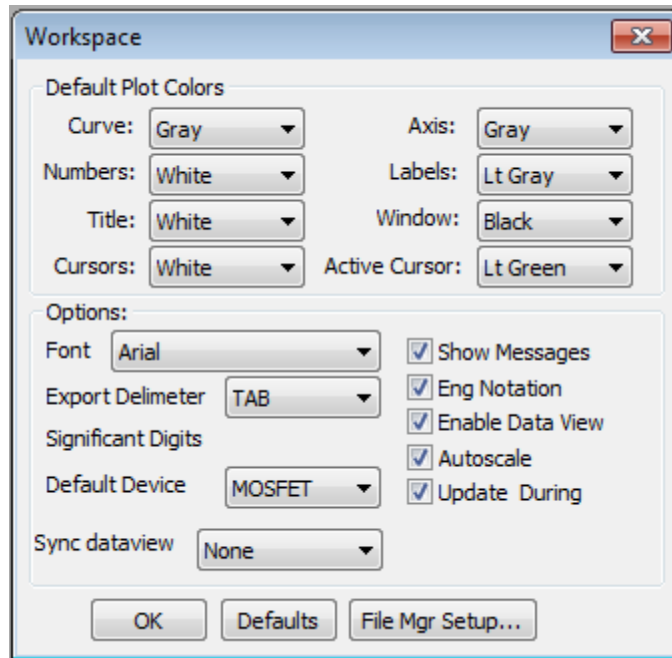 Workspace
Default Plot Colors
Curve: Gray Axis: Gray
Numbers: White Labels: Lt Gray
Title: White Window: Black
Cursors: White Active Cursor: Lt Green
Options:
Font Arial Show Messages
Export Delimeter TAB Eng Notation
Enable Data View
Significant Digits Autoscale
Default Device MOSFET Update During
Sync dataview None
OK Defaults File Mgr Setup...